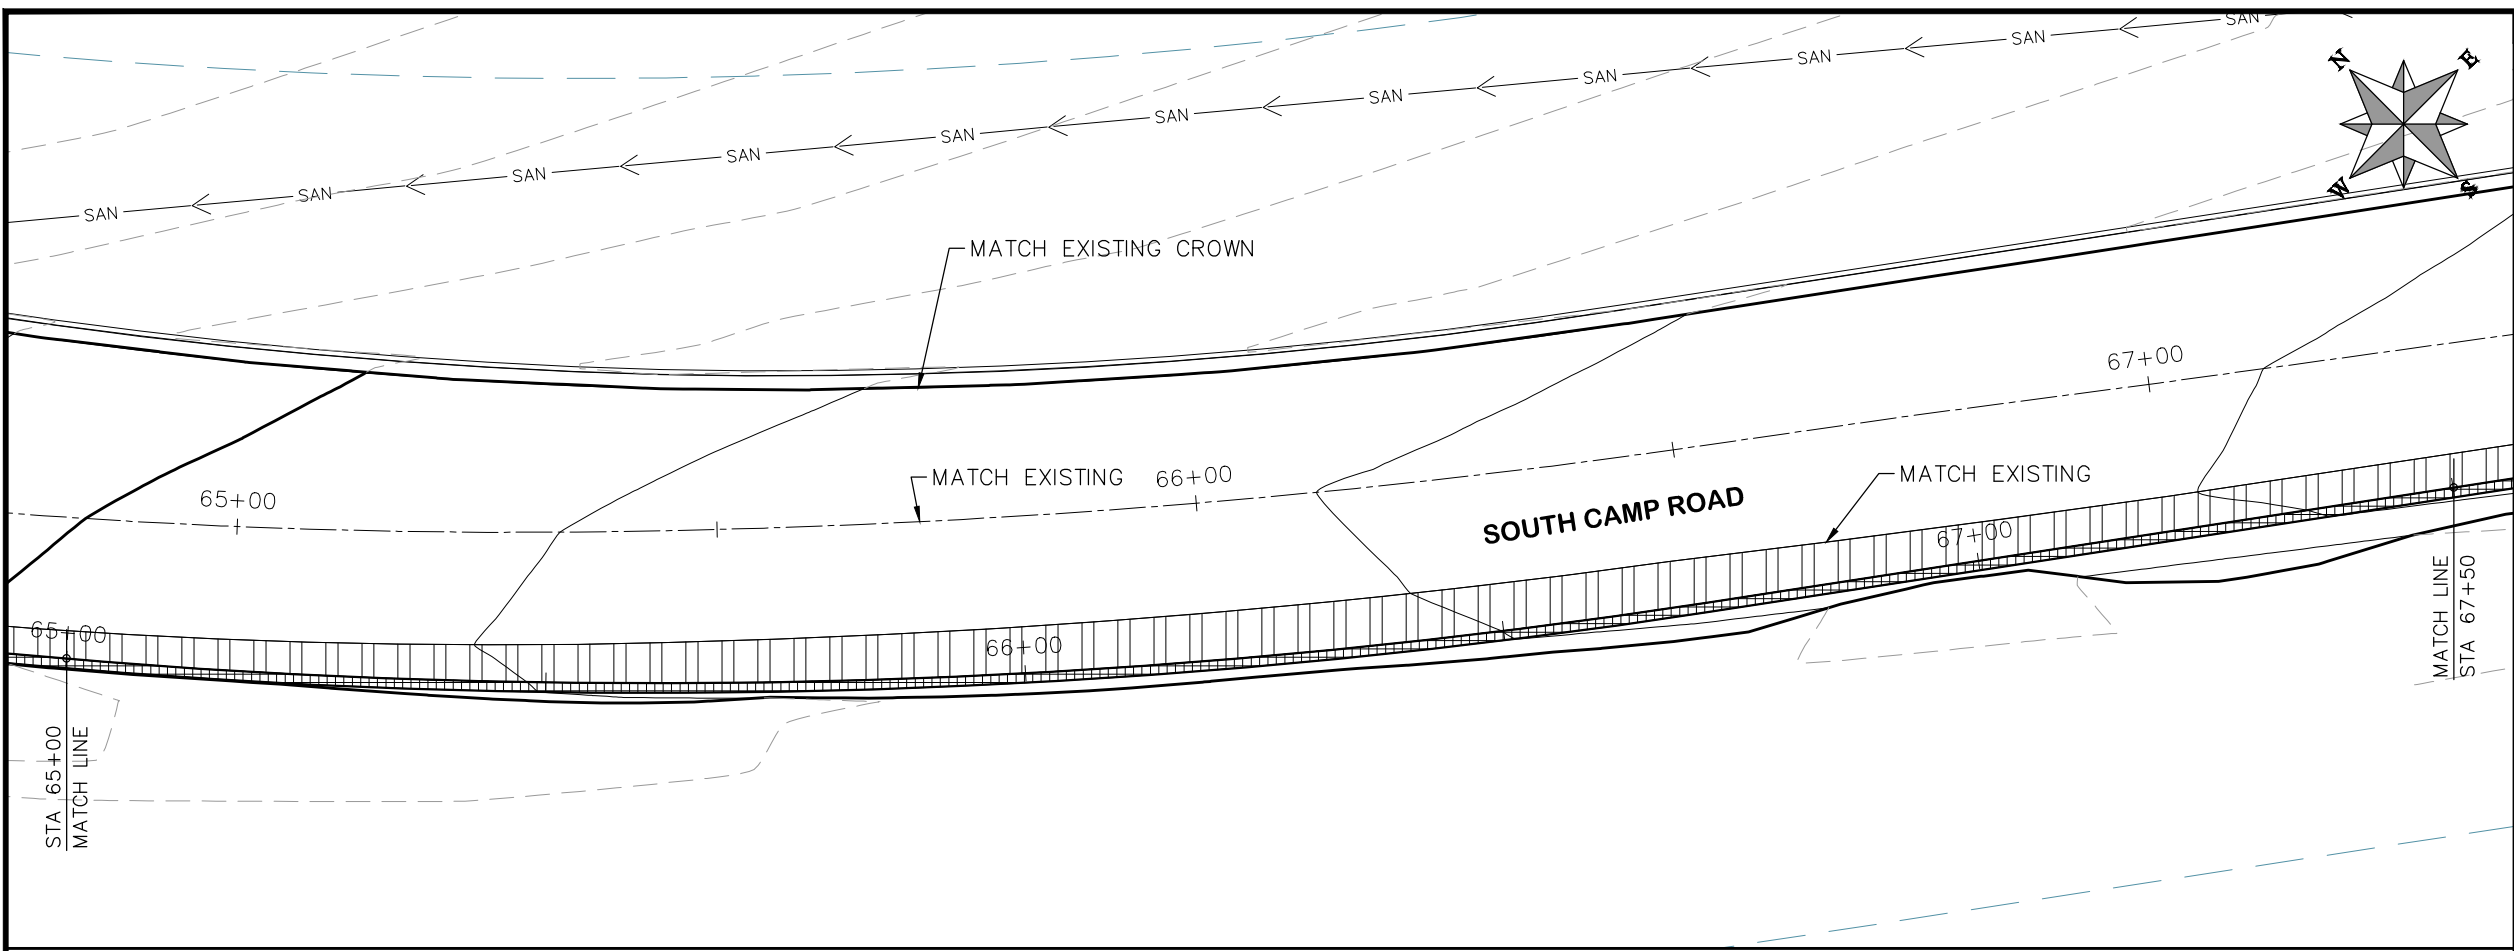 SAN
SAN
SAN
SAN
SAN
SAN
SAN
SAN
SAN
SAN
SAN
N
E
W
S
MATCH EXISTING CROWN
67+00
MATCH EXISTING
66+00
MATCH EXISTING
65+00
SOUTH CAMP ROAD
67+00
65+00
66+00
MATCH LINE
STA 67+50
STA 65+00
MATCH LINE